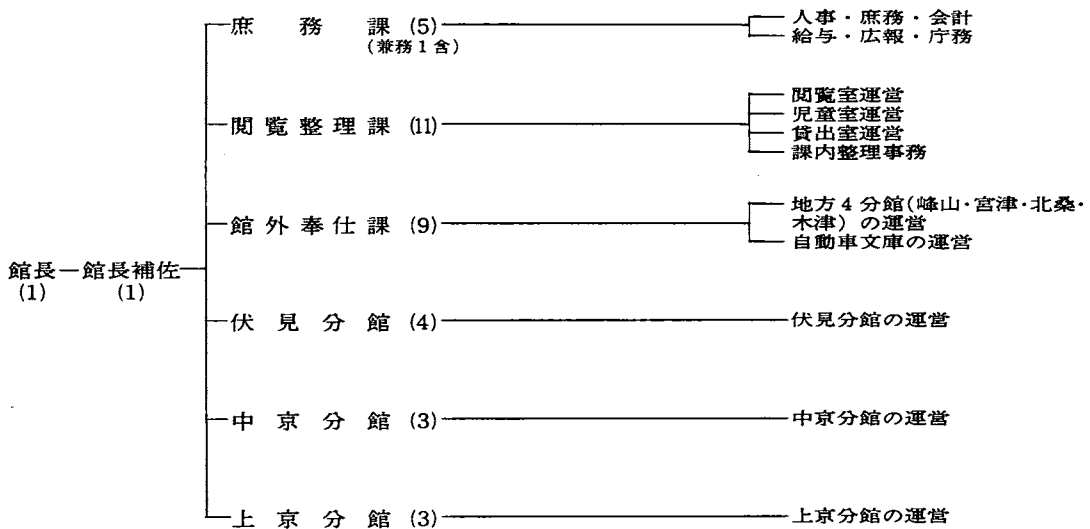 庶務課 (5)
(兼務1含)
人事・庶務・会計
給与・広報・庁務
閲覧整理課 (11)
閲覧室運営
児童室運営
貸出室運営
課内整理事務
館外奉仕課 (9)
地方4分館(峰山・宮津・北桑・
木津)の運営
自動車文庫の運営
館長―館長補佐
(1) (1)
伏見分館 (4)
伏見分館の運営
中京分館 (3)
中京分館の運営
上京分館 (3)
上京分館の運営